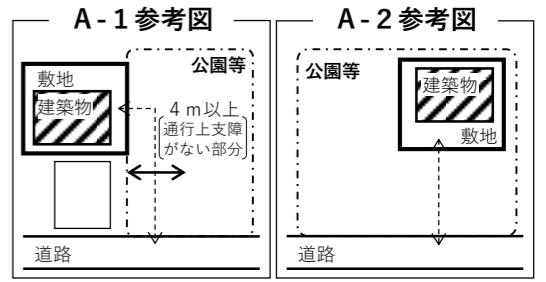 A-1参考図
公園等
敷地
建築物
4m以上
通行上支障
がない部分
道路
A-2参考図
公園等
建築物
敷地
道路